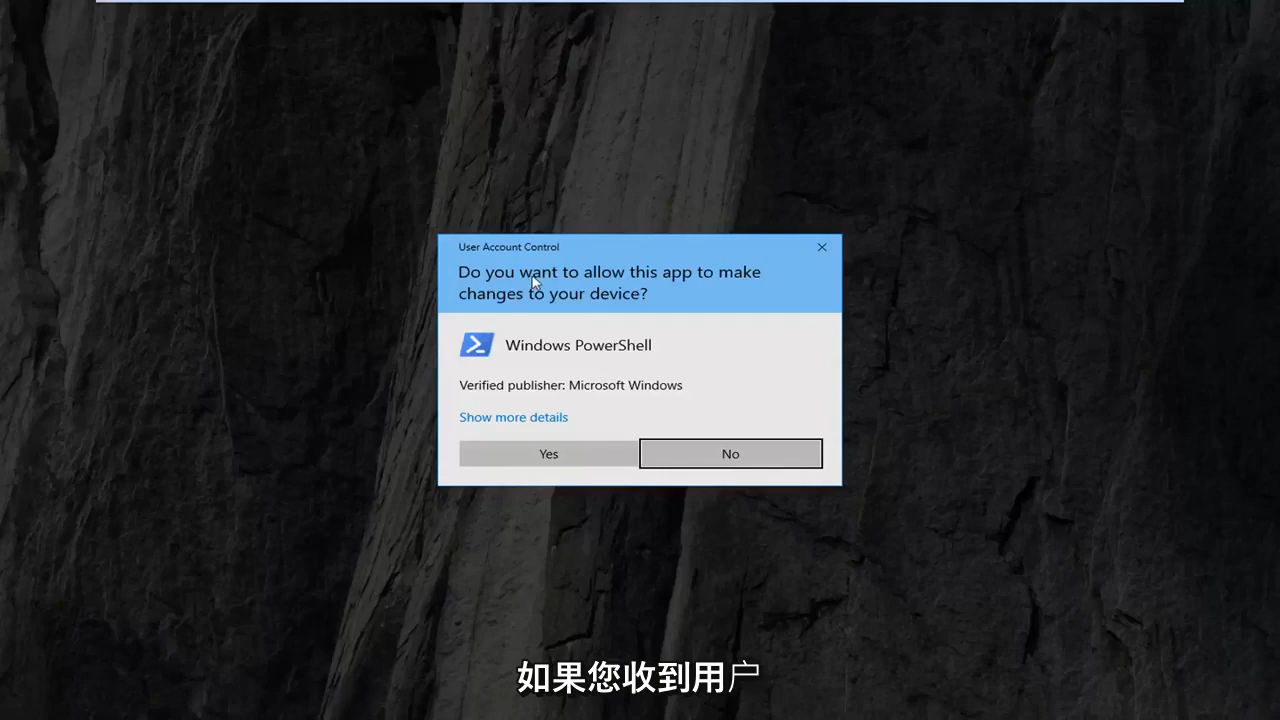 User Account Control
Do you want to allow this app to make
changes to your device?
Windows PowerShell
Verified publisher: Microsoft Windows
Show more details
Yes
No
如果您收到用户